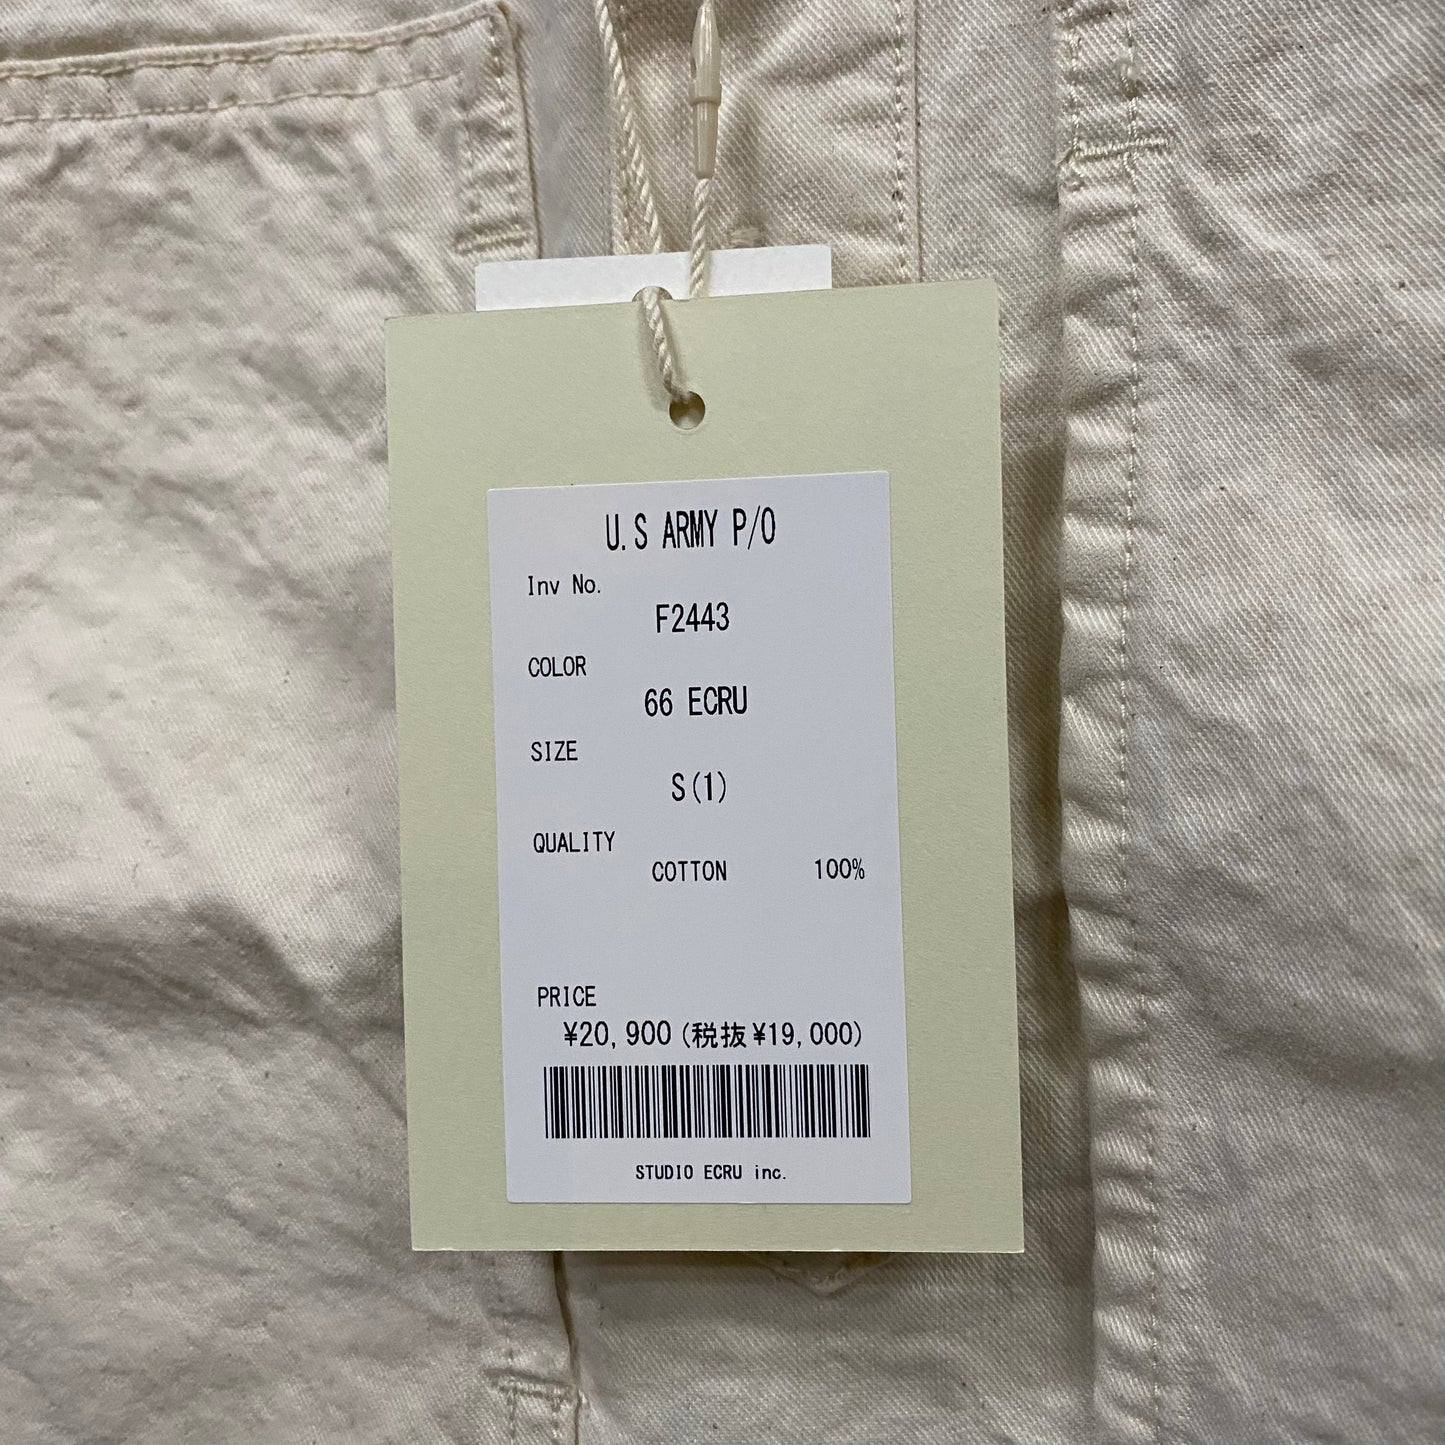 U.S ARMY P/O
Inv No.
F2443
COLOR
66 ECRU
SIZE
S(1)
QUALITY
COTTON 100%
PRICE
¥20,900(税抜¥19,000)
STUDIO ECRU inc.